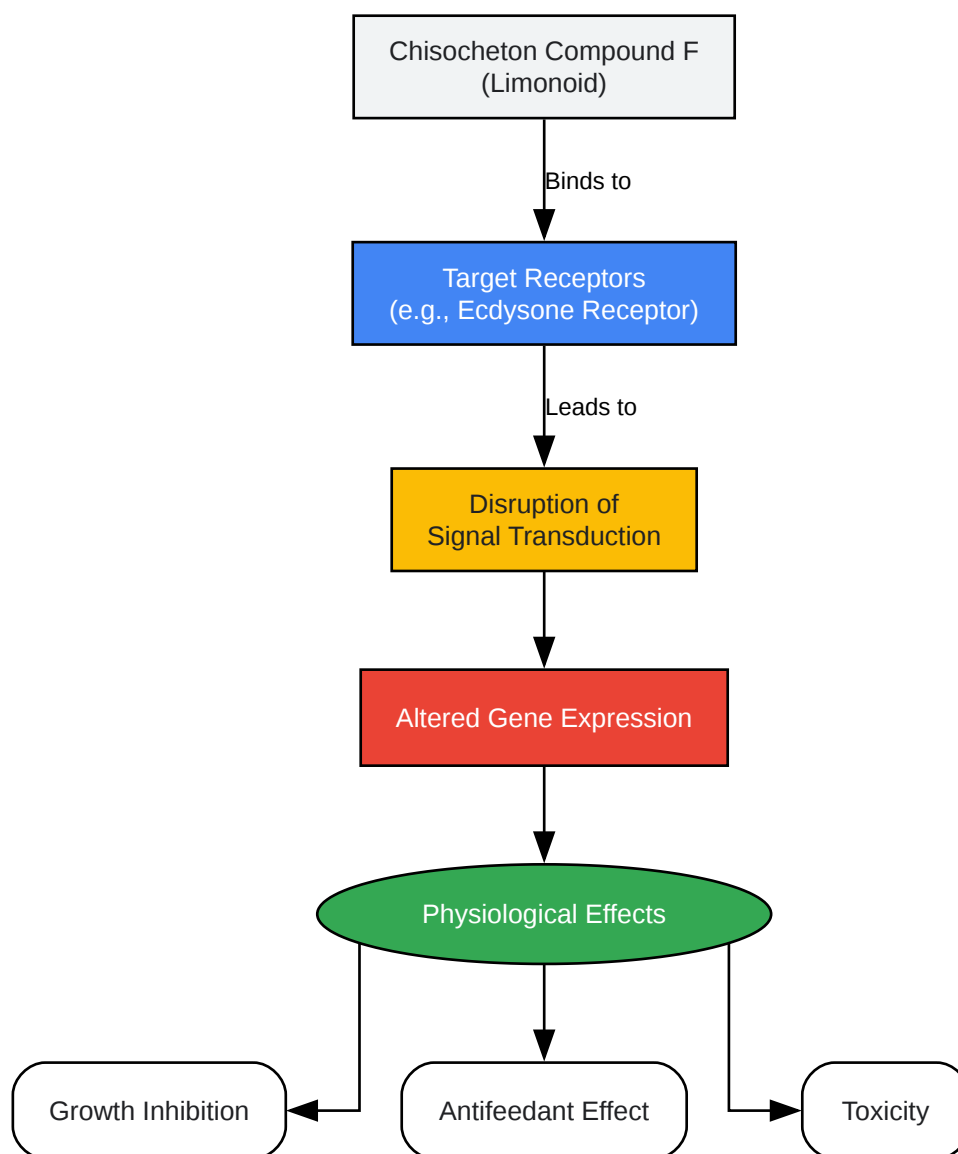 Chisocheton Compound F
(Limonoid)
Binds to
Target Receptors
(e.g., Ecdysone Receptor)
Leads to
Disruption of
Signal Transduction
Altered Gene Expression
Physiological Effects
Growth Inhibition
Antifeedant Effect
Toxicity